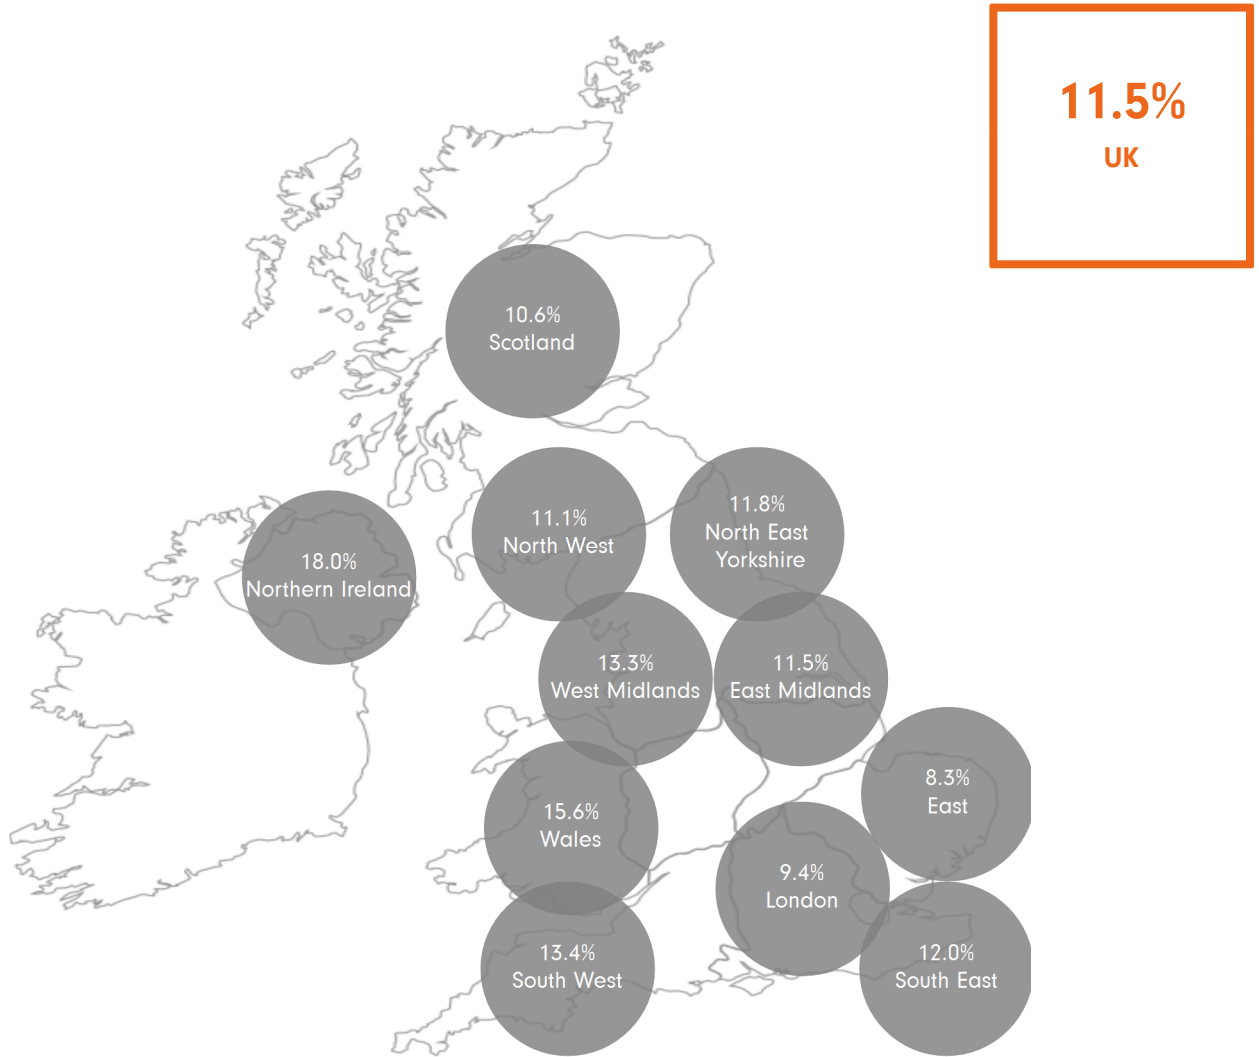 11.5%
UK
10.6%
Scotland
11.1%
North West
11.8%
North East
Yorkshire
18.0%
Northern Ireland
13.3%
West Midlands
11.5%
East Midlands
8.3%
East
15.6%
Wales
9.4%
London
13.4%
South West
12.0%
South East